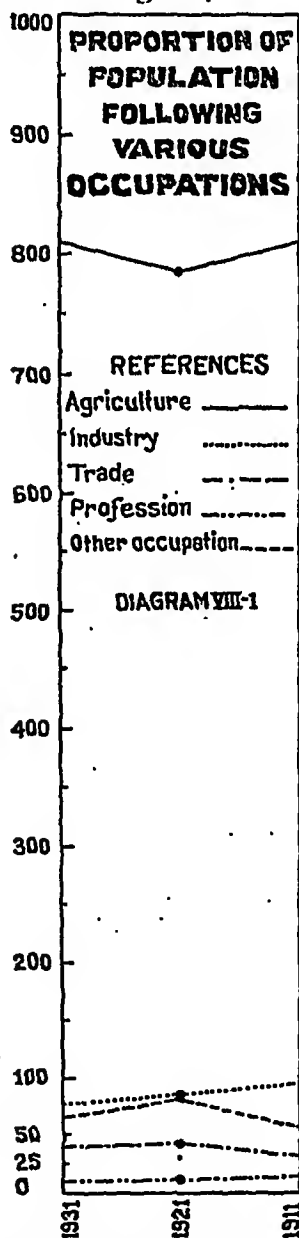 1000
PROPORTION OF
POPULATION
FOLLOWING
VARIOUS
OCCUPATIONS
900
800
700
REFERENCES
Agriculture
Industry
Trade
Profession
Other occupation
600
DIAGRAM VIII-1
500
400
300
200
100
50
25
0
1931
1921
1911